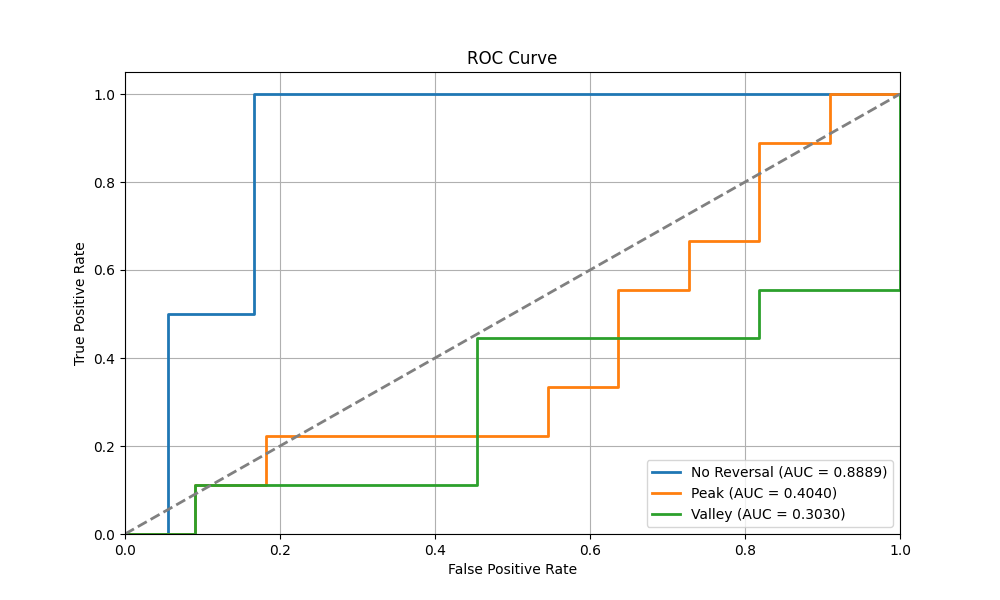 ROC Curve
True Positive Rate
1.0
0.8
0.6
0.4
0.2
0.0
0.0 0.2 0.4 0.6 0.8 1.0
False Positive Rate
No Reversal (AUC = 0.8889)
Peak (AUC = 0.4040)
Valley (AUC = 0.3030)